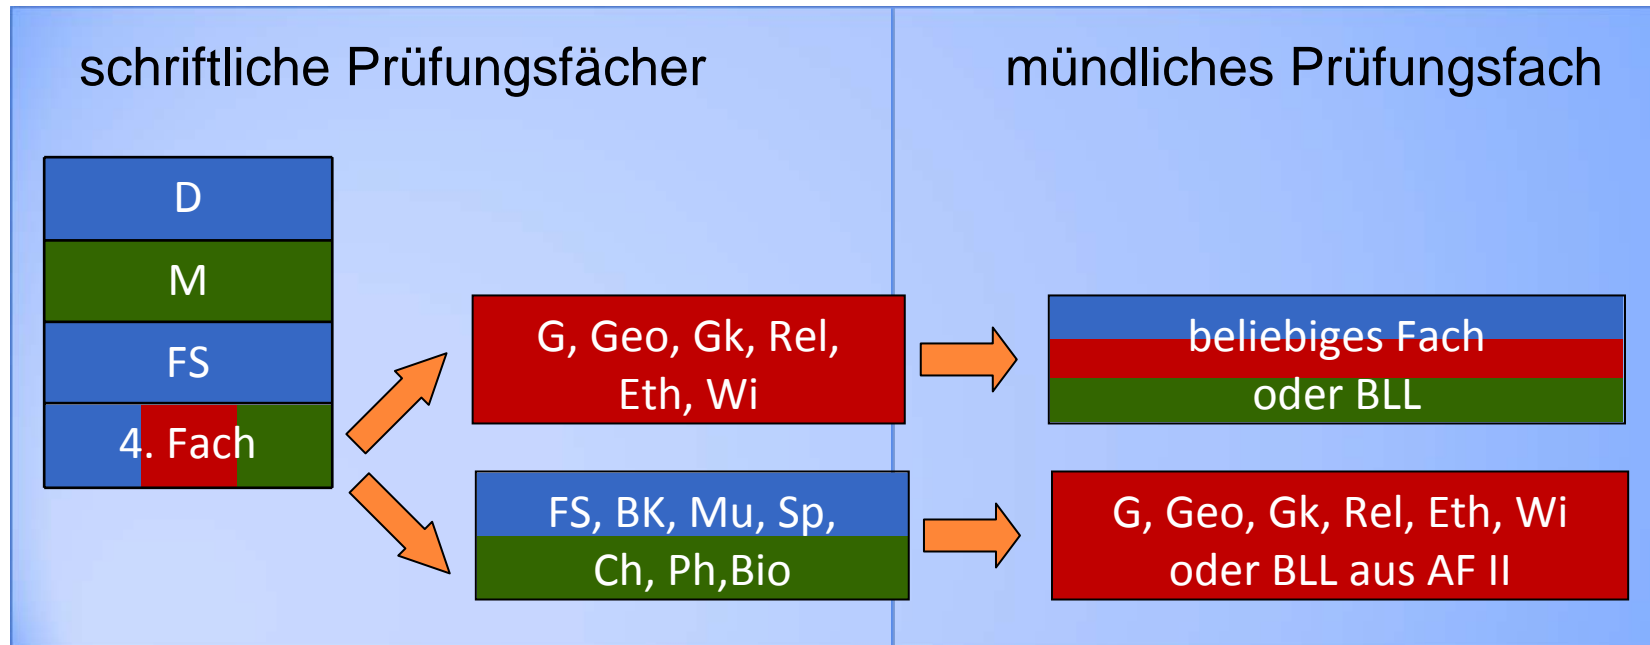 schriftliche Prüfungsfächer
mündliches Prüfungsfach
D
M
FS
4. Fach
G, Geo, Gk, Rel,
Eth, Wi
beliebiges Fach
oder BLL
FS, BK, Mu, Sp,
Ch, Ph,Bio
G, Geo, Gk, Rel, Eth, Wi
oder BLL aus AF II